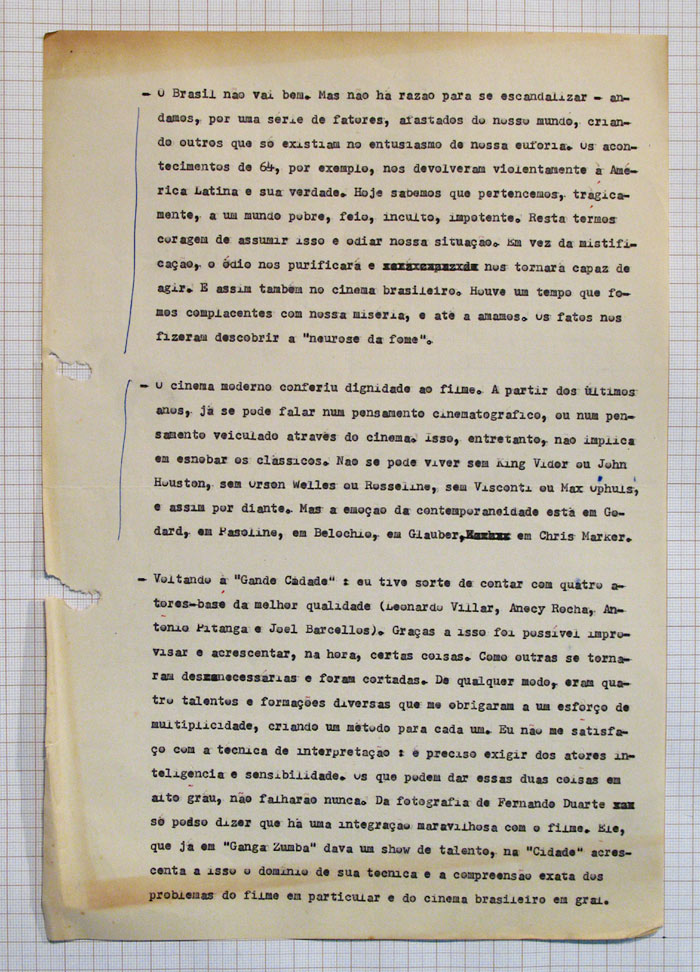 - O Brasil não vai bem. Mas não há razão para se escandalizar - an-
damos, por uma série de fatores, afastados do nosso mundo, crian-
do outros que só existiam no entusiasmo de nossa euforia. Os acon-
tecimentos de 64, por exemplo, nos devolveram violentamente à Amé-
rica Latina e sua verdade. Hoje sabemos que pertencemos, trágica-
mente, a um mundo pobre, feio, inculto, impotente. Resta termos
coragem de assumir isso e odiar nossa situação. Em vez da mistifi-
cação, o ódio nos purificará e nos tornará capaz de
agir. E assim também no cinema brasileiro. Houve um tempo que fo-
mos complacentes com nossa miséria, e até a amamos. Os fatos nos
fizeram descobrir a "neurose da fome".
- O cinema moderno conferiu dignidade ao filme. A partir dos últimos
anos, já se pode falar num pensamento cinematográfico, ou num pen-
samento veiculado através do cinema. Isso, entretanto, não implica
em esnobar os clássicos. Não se pode viver sem King Vidor ou John
Houston, sem Orson Welles ou Rosseline, sem Visconti ou Max Ophuls,
e assim por diante. Mas a emoção da contemporaneidade está em Go-
dard, em Pasoline, em Belochio, em Glauber, em Chris Marker.
- Voltando à "Gande Cidade" : eu tive sorte de contar com quatro a-
tores-base da melhor qualidade (Leonardo Villar, Anecy Rocha, An-
tonio Pitanga e Joel Barcellos). Graças a isso foi possível impro-
visar e acrescentar, na hora, certas coisas. Como outras se torna-
ram desnecessárias e foram cortadas. De qualquer modo, eram qua-
tro talentos e formações diversas que me obrigaram a um esforço de
multiplicidade, criando um método para cada um. Eu não me satisfa-
ço com a técnica de interpretação : é preciso exigir dos atores in-
teligência e sensibilidade. Os que podem dar essas duas coisas em
alto grau, não falharão nunca. Da fotografia de Fernando Duarte
só podso dizer que há uma integração maravilhosa com o filme. Ele,
que já em "Ganga Zumba" dava um show de talento, na "Cidade" acres-
centa a isso o domínio de sua técnica e a compreensão exata dos
problemas do filme em particular e do cinema brasileiro em gral.